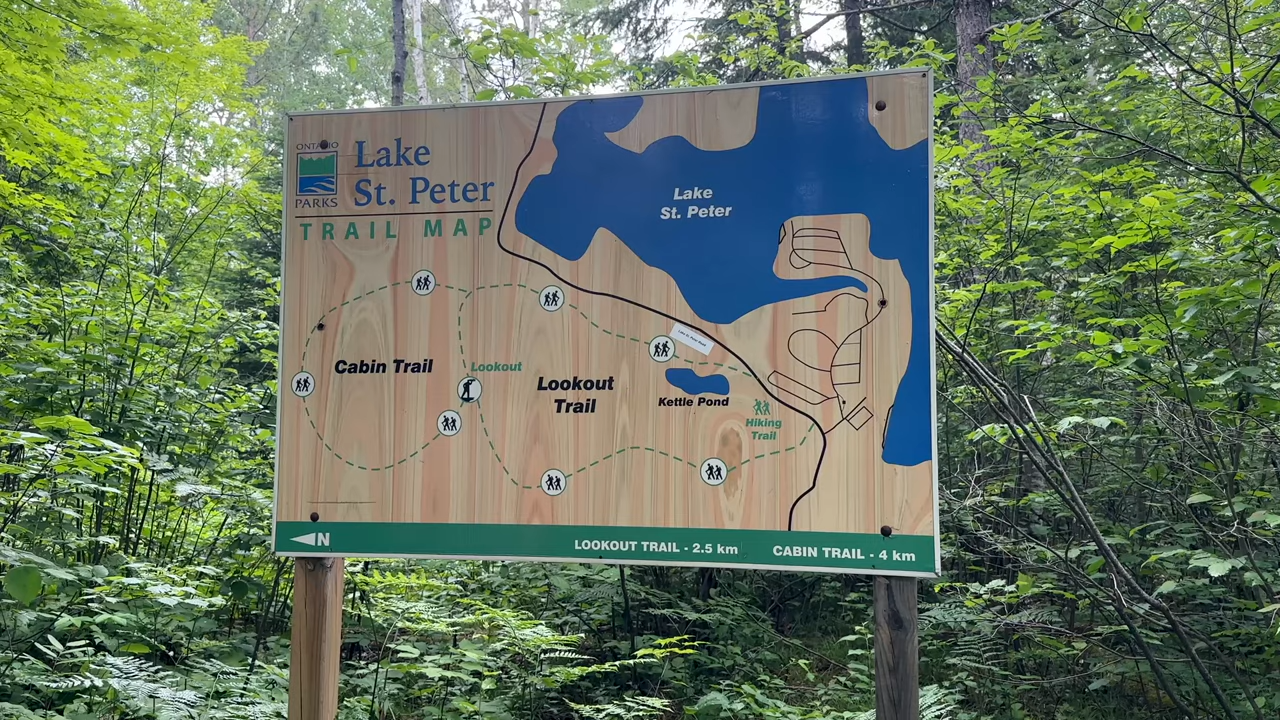 ONTARIO
PARKS
Lake
St. Peter
TRAIL MAP
Lake
St. Peter
Cabin Trail
Lookout
Lookout
Trail
Kettle Pond
Hiking
Trail
N
LOOKOUT TRAIL - 2.5 km
CABIN TRAIL - 4 km